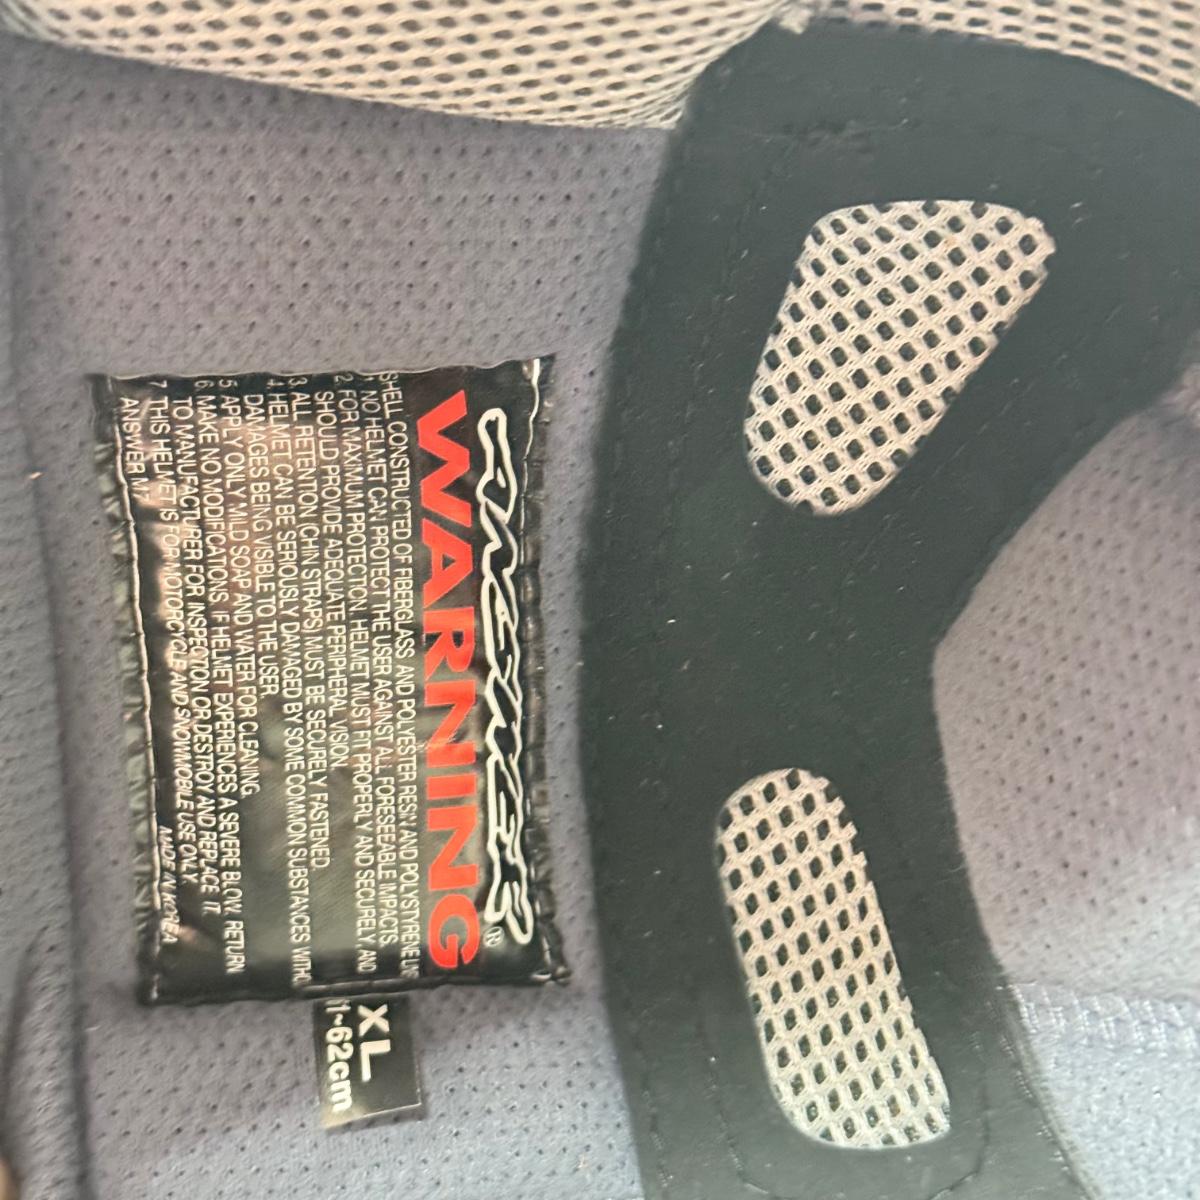 ANSWER®
WARNING
SHELL CONSTRUCTED OF FIBERGLASS AND POLYESTER RESIN AND POLYSTYRENE
1. NO HELMET CAN PROTECT THE USER AGAINST ALL FORESEEABLE IMPACTS.
2. FOR MAXIMUM PROTECTION, HELMET MUST FIT PROPERLY AND SECURELY, AND
SHOULD PROVIDE ADEQUATE PERIPHERAL VISION.
3. ALL RETENTION (CHIN STRAPS) MUST BE SECURELY FASTENED.
4. HELMET CAN BE SERIOUSLY DAMAGED BY SOME COMMON SUBSTANCES WITHO
DAMAGES BEING VISIBLE TO THE USER.
5 APPLY ONLY MILD SOAP AND WATER FOR CLEANING.
6. MAKE NO MODIFICATIONS. IF HELMET EXPERIENCES A SEVERE BLOW, RETURN
TO MANUFACTURER FOR INSPECTION OR DESTROY AND REPLACE IT.
7 THIS HELMET IS FOR MOTORCYCLE AND SNOWMOBILE USE ONLY.
ANSWER M7
MADE IN KOREA
XL
1~62cm